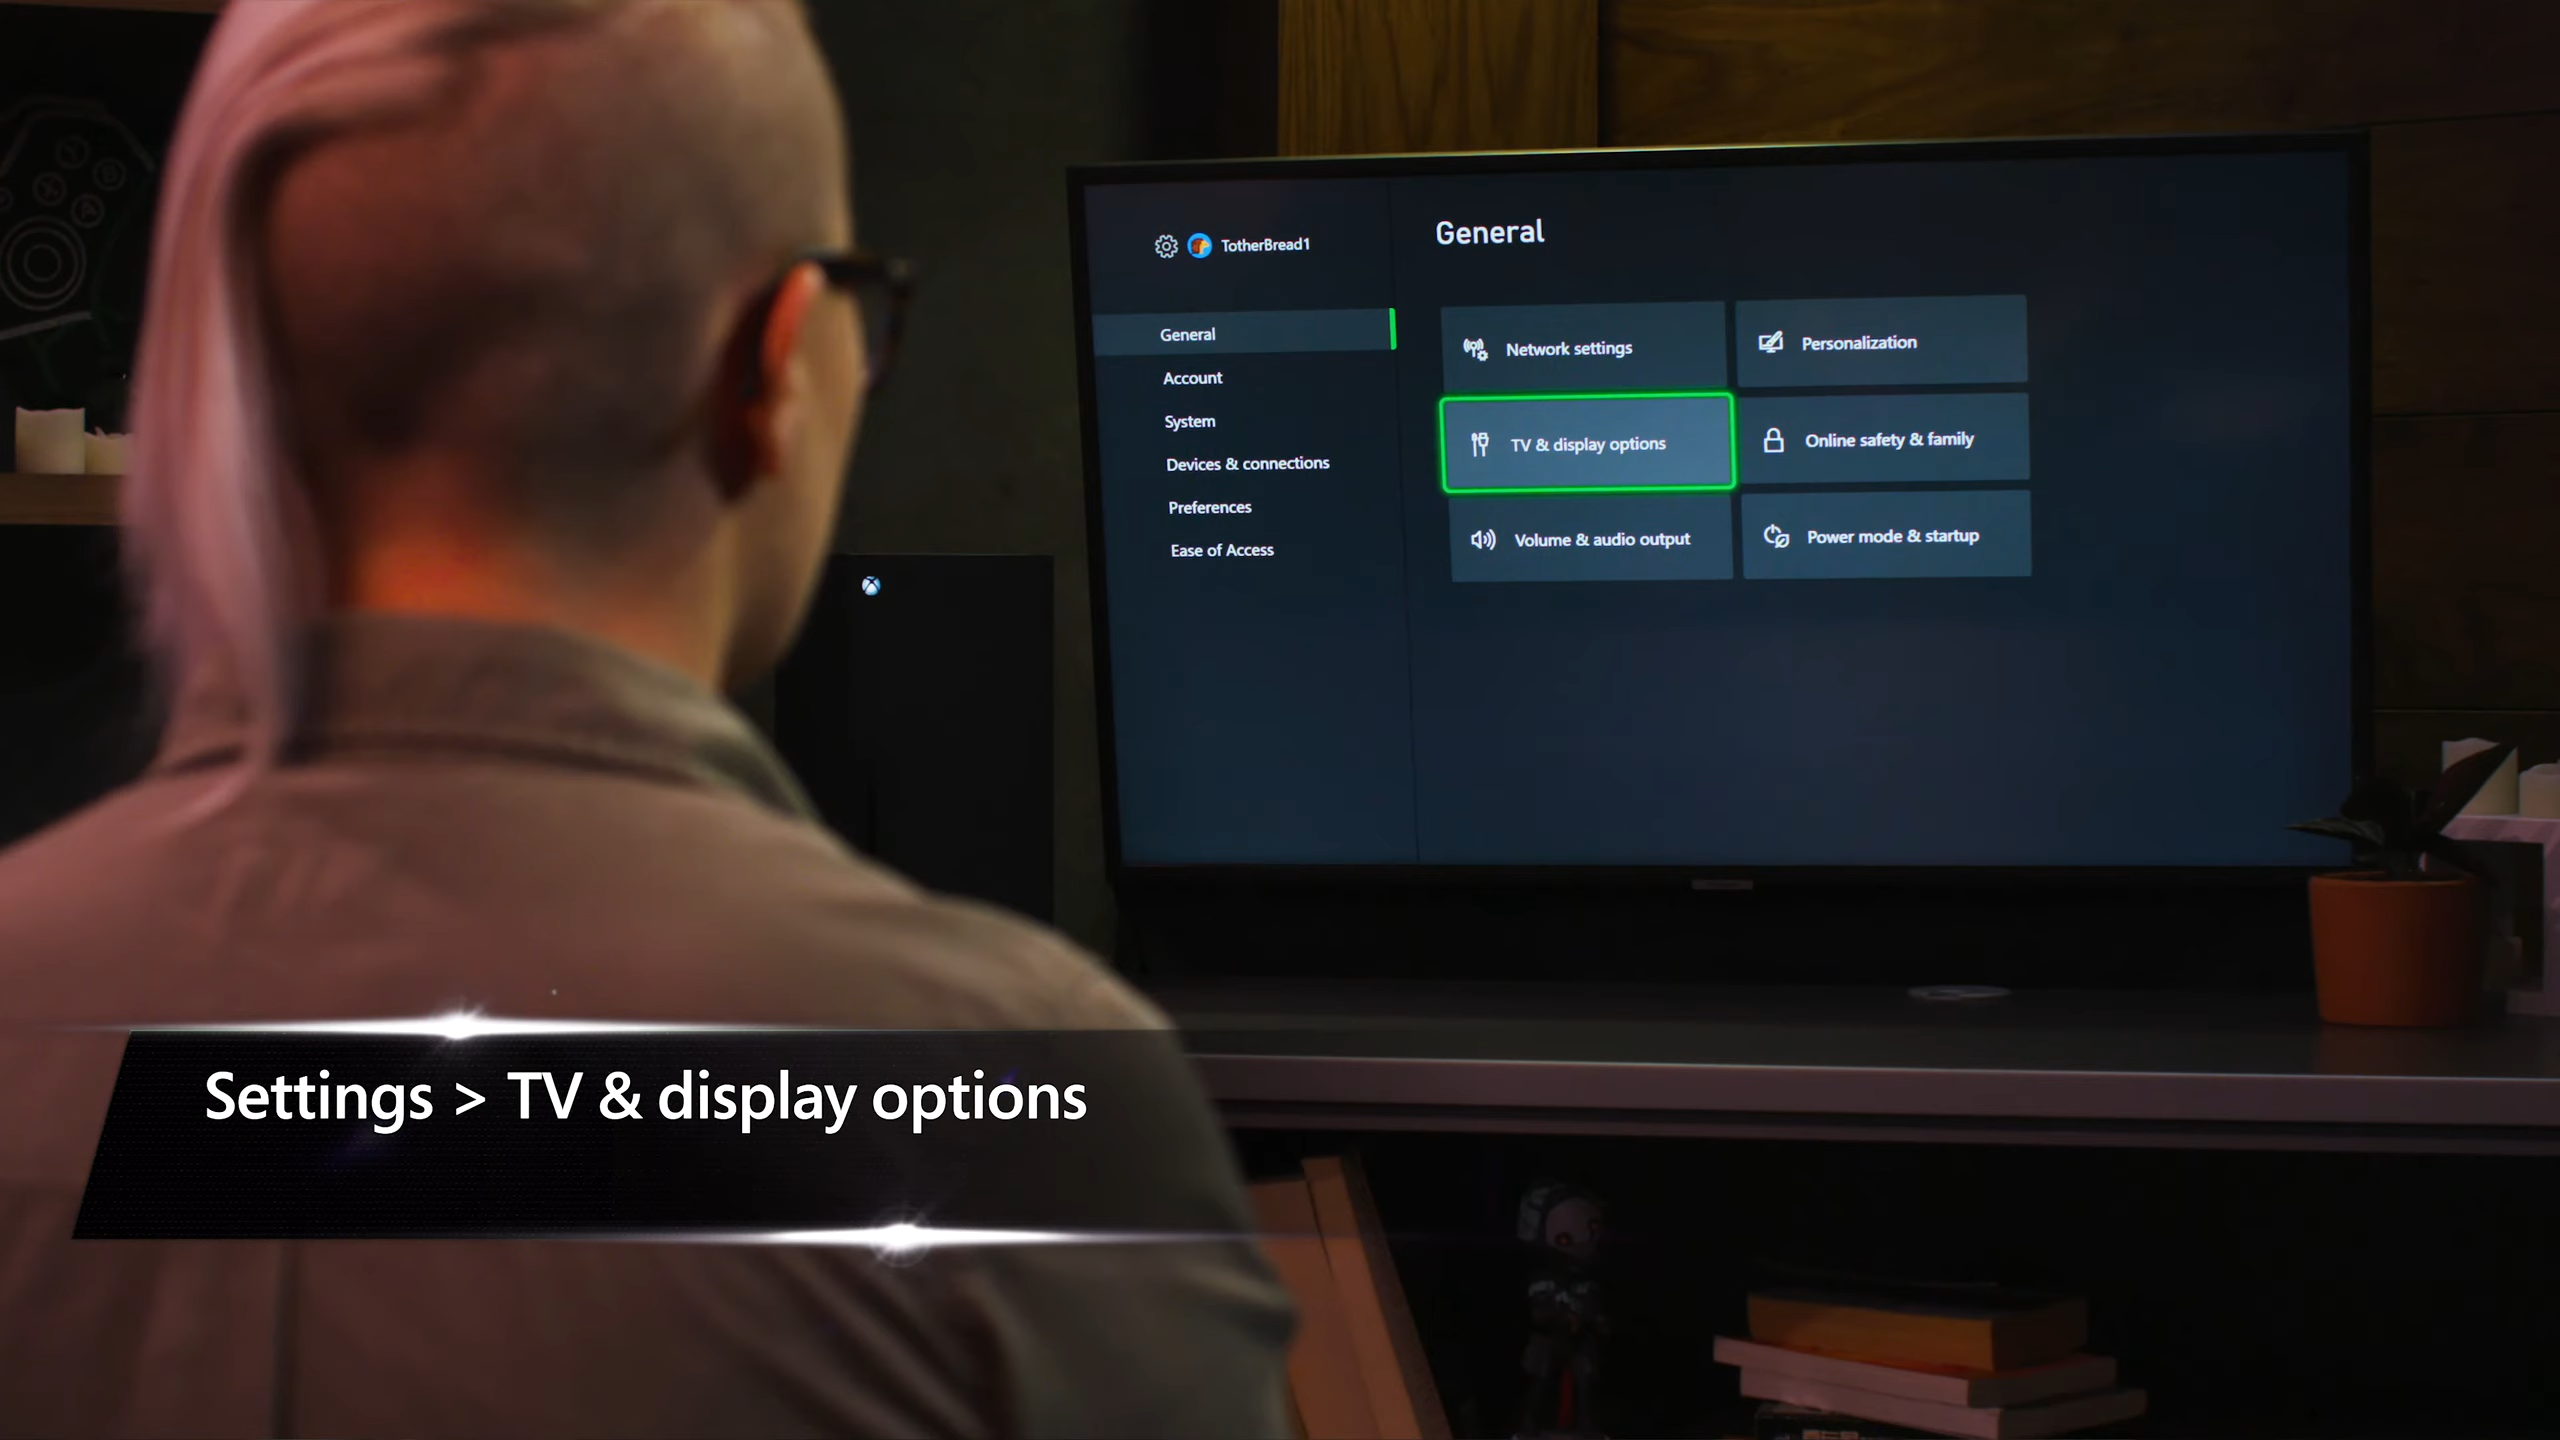 TotherBread1
General
Account
System
Devices & connections
Preferences
Ease of Access
General
Network settings
Personalization
TV & display options
Online safety & family
Volume & audio output
Power mode & startup
Y
B
X
A
Settings > TV & display options